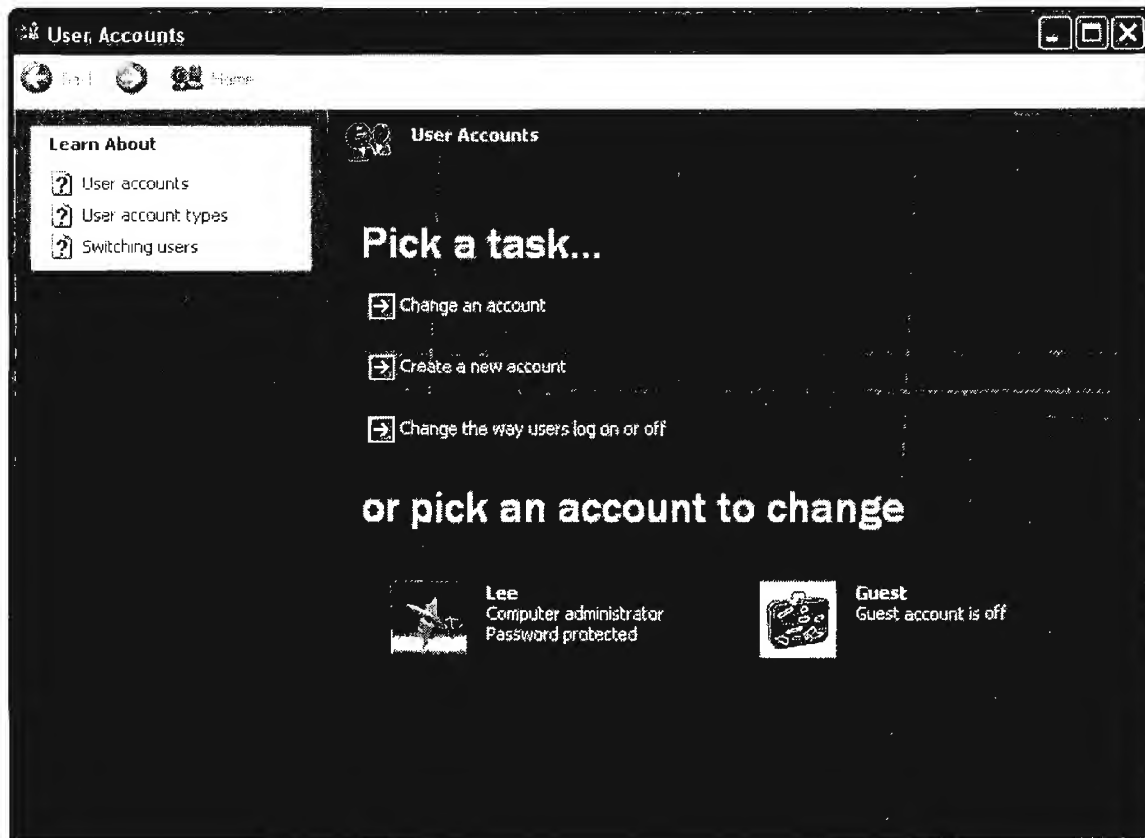 User Accounts
Back Home
Learn About
User accounts
User account types
Switching users
User Accounts
Pick a task...
Change an account
Create a new account
Change the way users log on or off
or pick an account to change
Lee
Computer administrator
Password protected
Guest
Guest account is off